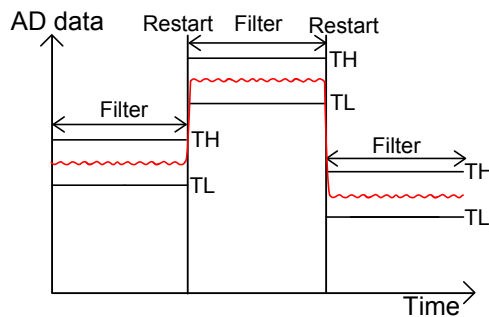 AD data
Restart
Filter
Restart
TH
TL
Filter
TH
TL
Filter
TH
TL
Time